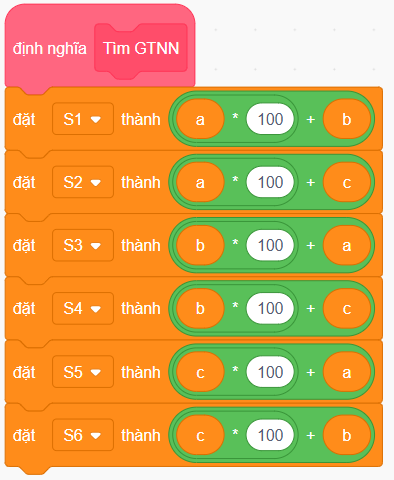 định nghĩa Tìm GTNN
đặt S1 thành a * 100 + b
đặt S2 thành a * 100 + c
đặt S3 thành b * 100 + a
đặt S4 thành b * 100 + c
đặt S5 thành c * 100 + a
đặt S6 thành c * 100 + b